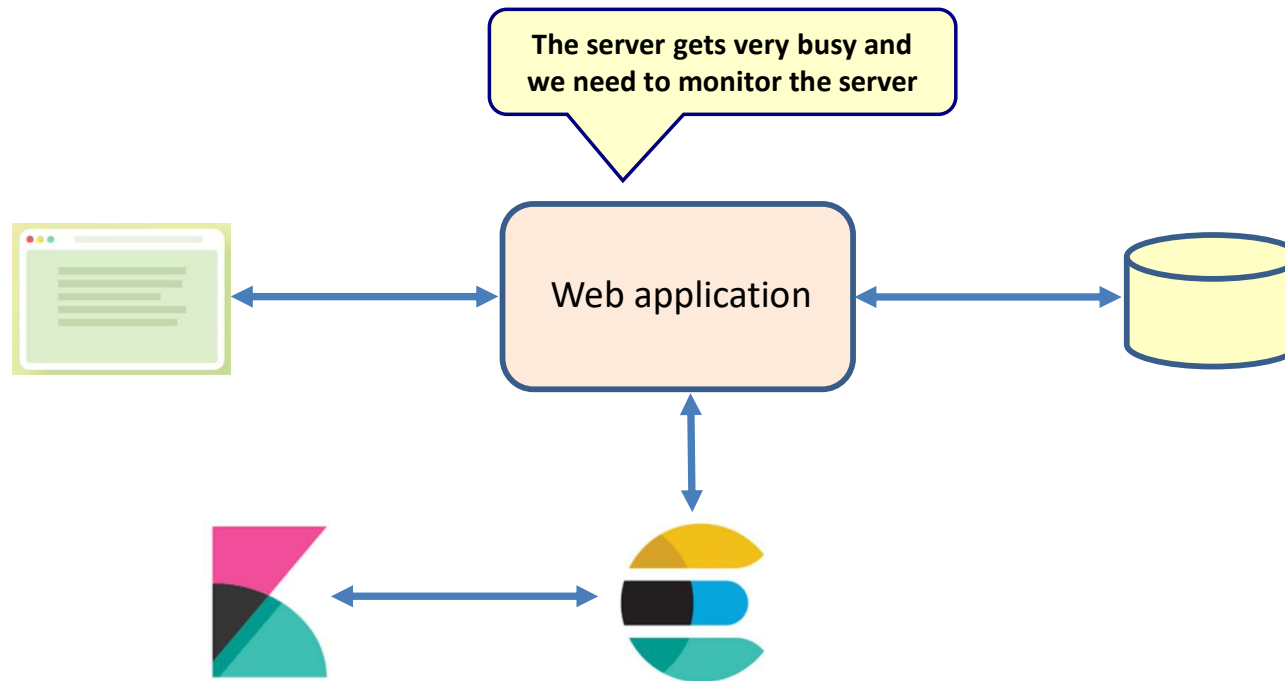 The server gets very busy and
we need to monitor the server
Web application